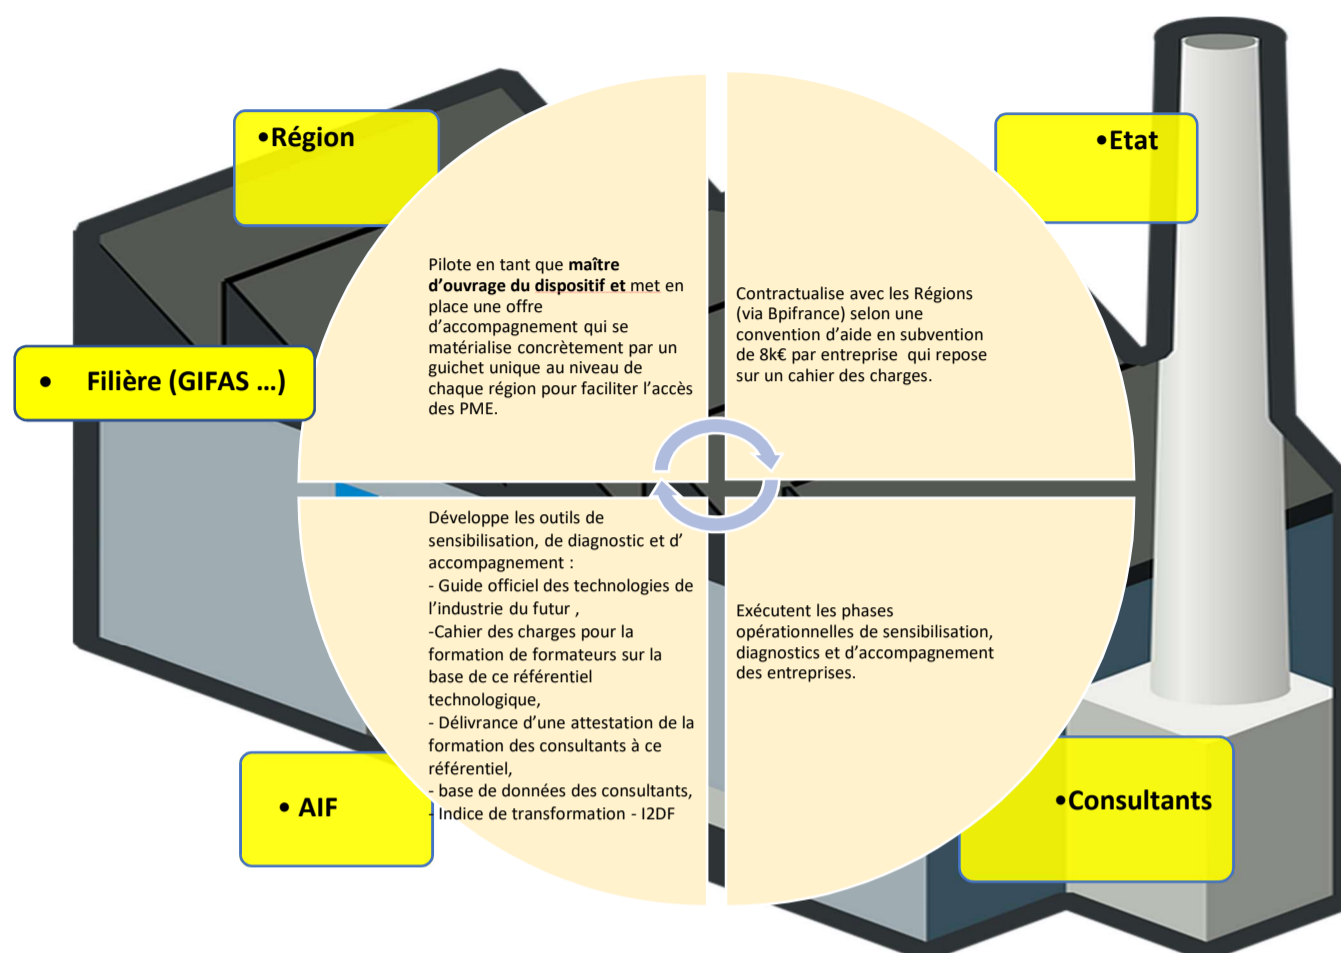 •Région
Pilote en tant que maître
d’ouvrage du dispositif et met en
place une offre
d’accompagnement qui se
matérialise concrètement par un
guichet unique au niveau de
chaque région pour faciliter l’accès
des PME.
•Etat
Contractualise avec les Régions
(via Bpifrance) selon une
convention d’aide en subvention
de 8k€ par entreprise  qui repose
sur un cahier des charges.
• Filière (GIFAS ...)
• AIF
Développe les outils de
sensibilisation, de diagnostic et d’
accompagnement :
- Guide officiel des technologies de
l’industrie du futur ,
-Cahier des charges pour la
formation de formateurs sur la
base de ce référentiel
technologique,
- Délivrance d’une attestation de la
formation des consultants à ce
référentiel,
- base de données des consultants,
- Indice de transformation - I2DF
•Consultants
Exécutent les phases
opérationnelles de sensibilisation,
diagnostics et d’accompagnement
des entreprises.